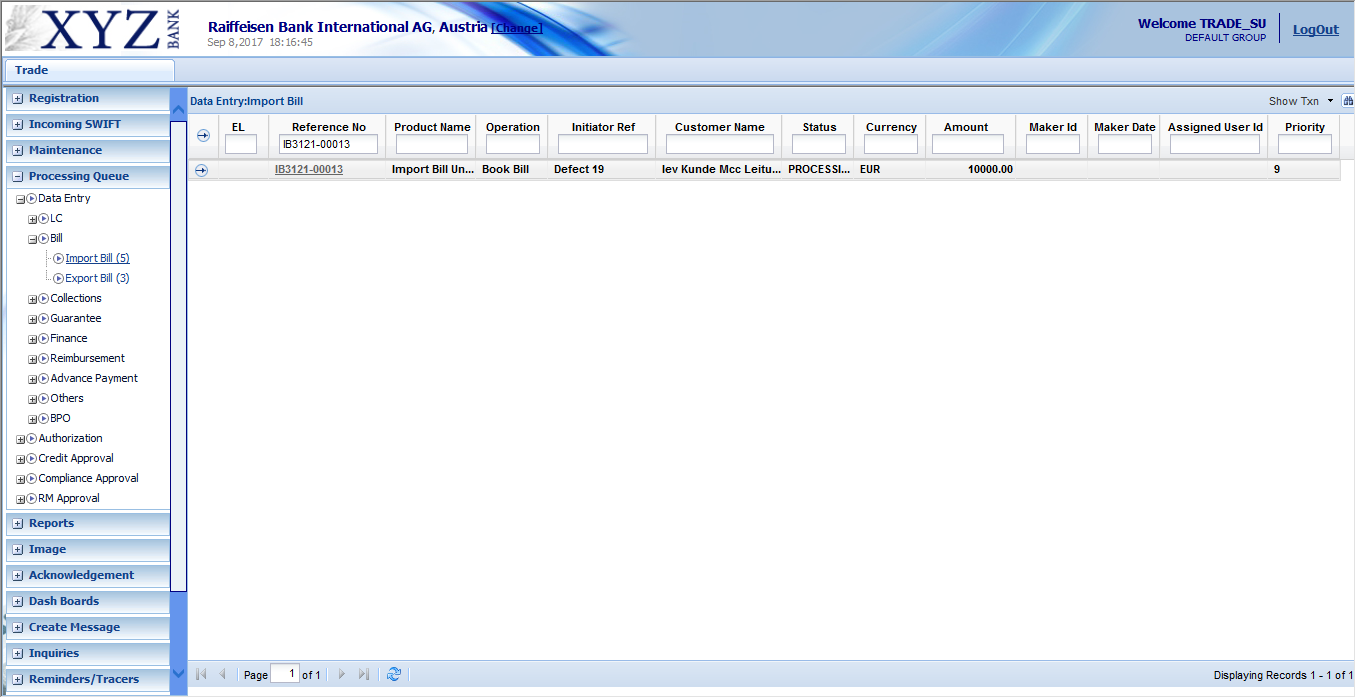 XYZ BANK
Raiffeisen Bank International AG, Austria [Change]
Sep 8,2017 18:16:45
Welcome TRADE_SU
DEFAULT GROUP
LogOut
Trade
Registration
Incoming SWIFT
Maintenance
Processing Queue
Data Entry
LC
Bill
Import Bill (5)
Export Bill (3)
Collections
Guarantee
Finance
Reimbursement
Advance Payment
Others
BPO
Authorization
Credit Approval
Compliance Approval
RM Approval
Reports
Image
Acknowledgement
Dash Boards
Create Message
Inquiries
Reminders/Tracers
Data Entry:Import Bill
Show Txn
EL Reference No Product Name Operation Initiator Ref Customer Name Status Currency Amount Maker Id Maker Date Assigned User Id Priority
IB3121-00013
IB3121-00013 Import Bill Un... Book Bill Defect 19 Iev Kunde Mcc Leitu... PROCESSI... EUR 10000.00 9
Page 1 of 1
Displaying Records 1 - 1 of 1